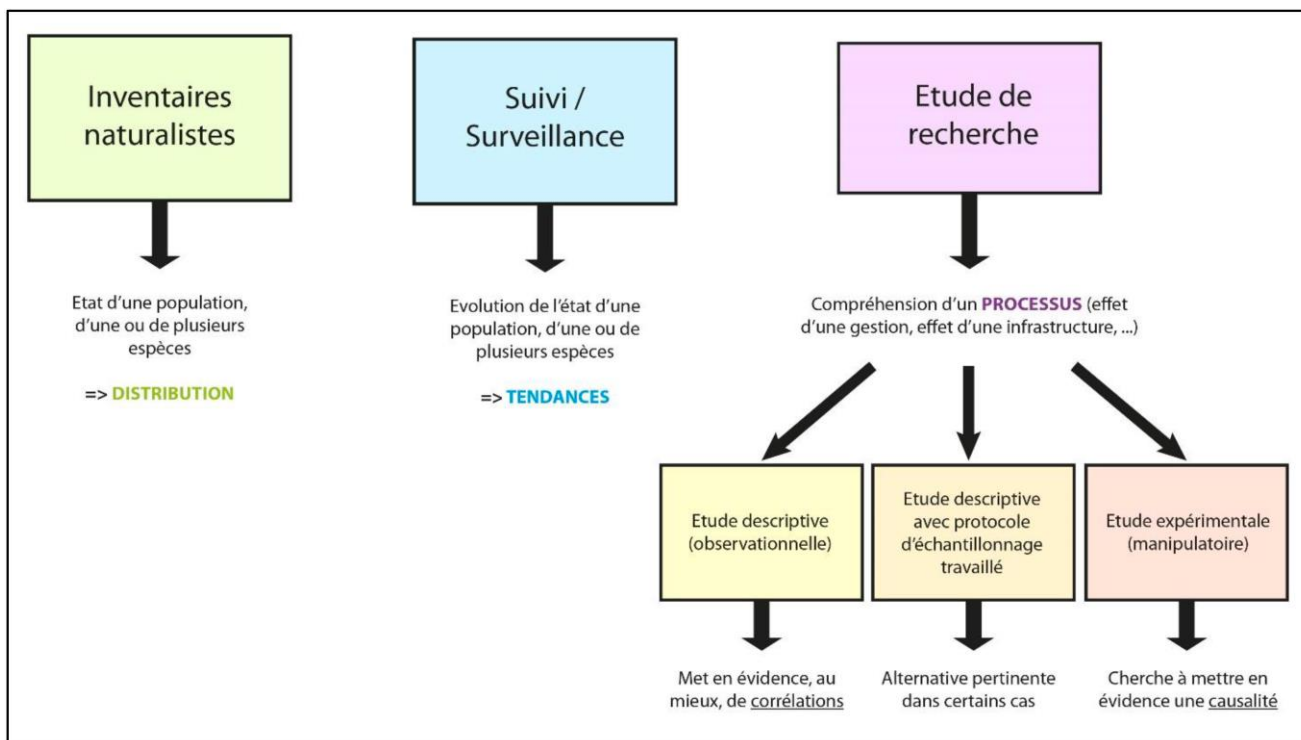 Inventaires
naturalistes
Suivi /
Surveillance
Etude de
recherche
Etat d'une population,
d'une ou de plusieurs
espèces
=> DISTRIBUTION
Evolution de l'état d'une
population, d'une ou de
plusieurs espèces
=> TENDANCES
Compréhension d'un PROCESSUS (effet
d'une gestion, effet d'une infrastructure, ...)
Etude descriptive
(observationnelle)
Etude descriptive
avec protocole
d'échantillonnage
travaillé
Etude expérimentale
(manipulatoire)
Met en évidence, au
mieux, de corrélations
Alternative pertinente
dans certains cas
Cherche à mettre en
évidence une causalité